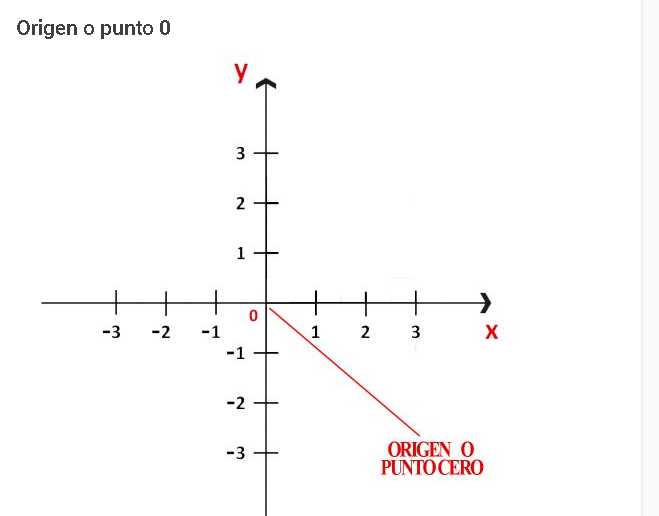 Origen o punto 0
y
3
2
1
0
-3 -2 -1 1 2 3 x
-1
-2
-3
ORIGEN O
PUNTO CERO